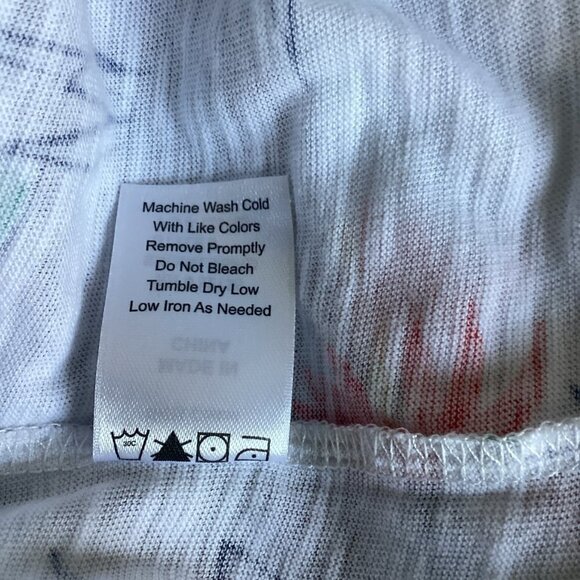 Machine Wash Cold
With Like Colors
Remove Promptly
Do Not Bleach
Tumble Dry Low
Low Iron As Needed
MADE IN
CHINA
30C